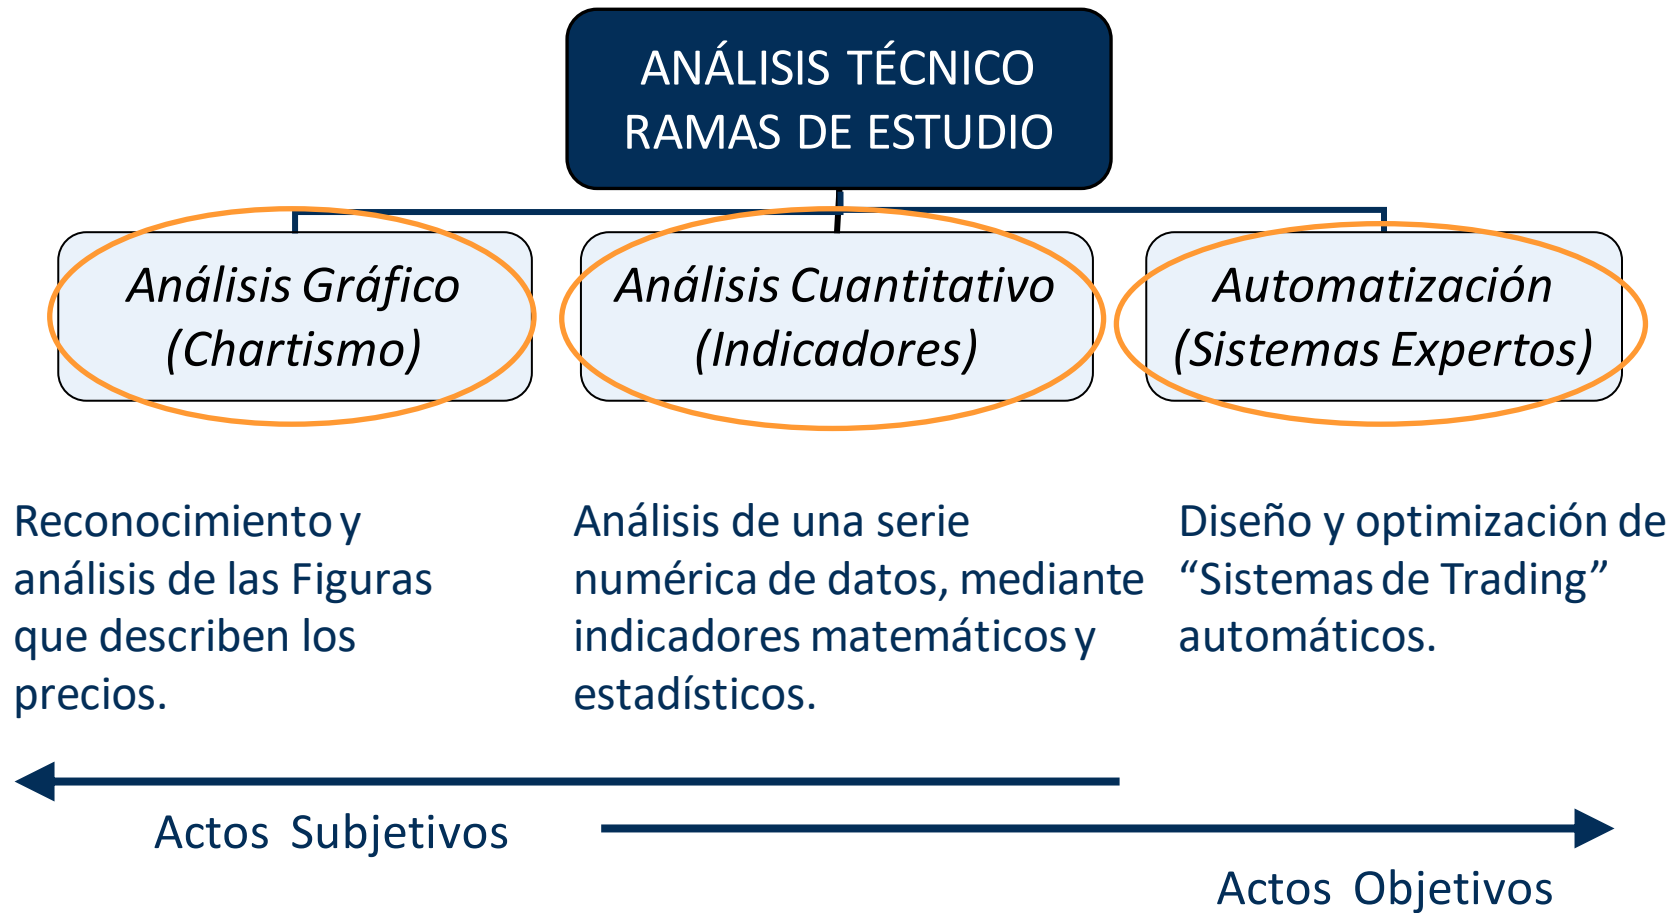 ANÁLISIS TÉCNICO
RAMAS DE ESTUDIO
Análisis Gráfico
(Chartismo)
Análisis Cuantitativo
(Indicadores)
Automatización
(Sistemas Expertos)
Reconocimiento y
análisis de las Figuras
que describen los
precios.
Análisis de una serie
numérica de datos, mediante
indicadores matemáticos y
estadísticos.
Diseño y optimización de
“Sistemas de Trading”
automáticos.
Actos Subjetivos
Actos Objetivos